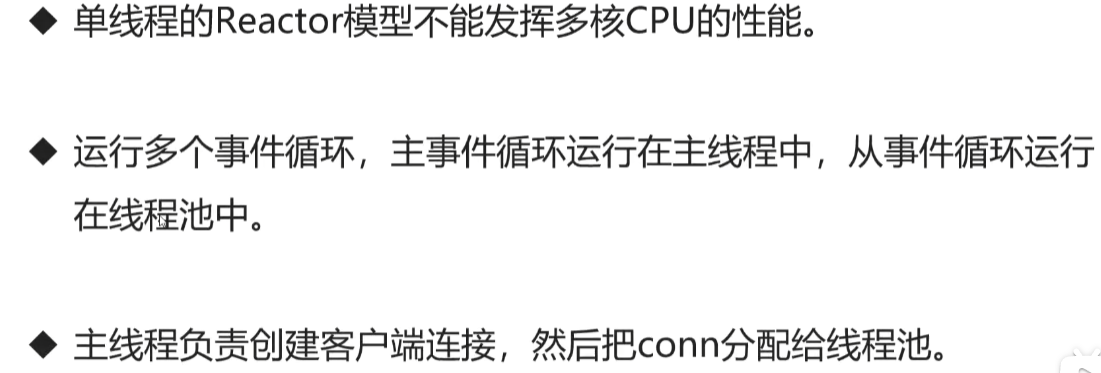 ◆ 单线程的Reactor模型不能发挥多核CPU的性能。
◆ 运行多个事件循环，主事件循环运行在主线程中，从事件循环运行
在线程池中。
◆ 主线程负责创建客户端连接，然后把conn分配给线程池。